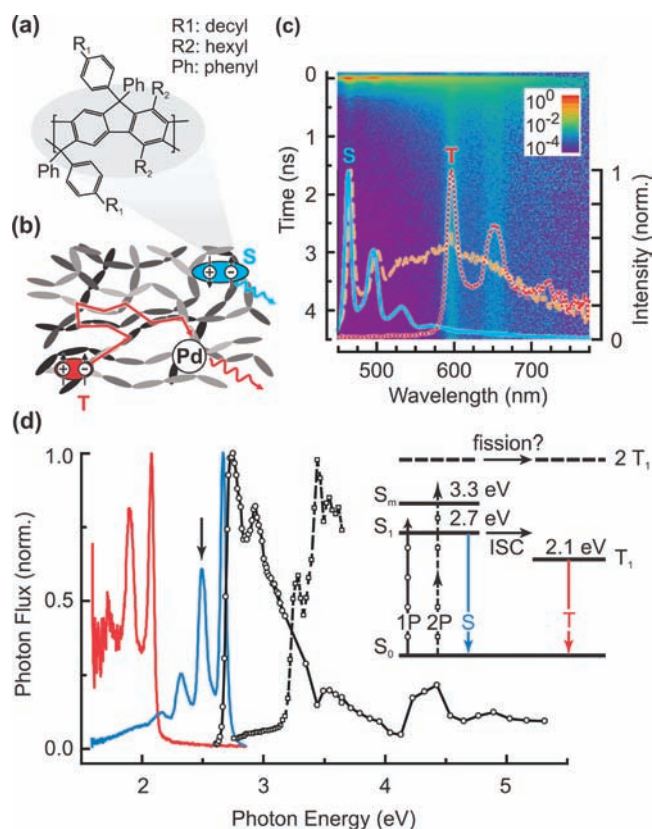 (a)
R1: decyl
R2: hexyl
Ph: phenyl
R₁
Ph
R₂
Ph
R₂
R₁
(b)
S
Pd
T
(c)
0
1
2
3
4
Time (ns)
10⁰
10⁻²
10⁻⁴
S
T
1
0
Intensity (norm.)
500
600
700
Wavelength (nm)
(d)
1.0
0.5
0.0
Photon Flux (norm.)
2
3
4
5
Photon Energy (eV)
fission?
2 T₁
Sₘ
3.3 eV
S₁
2.7 eV
ISC
2.1 eV
T₁
1P
2P
S
T
S₀